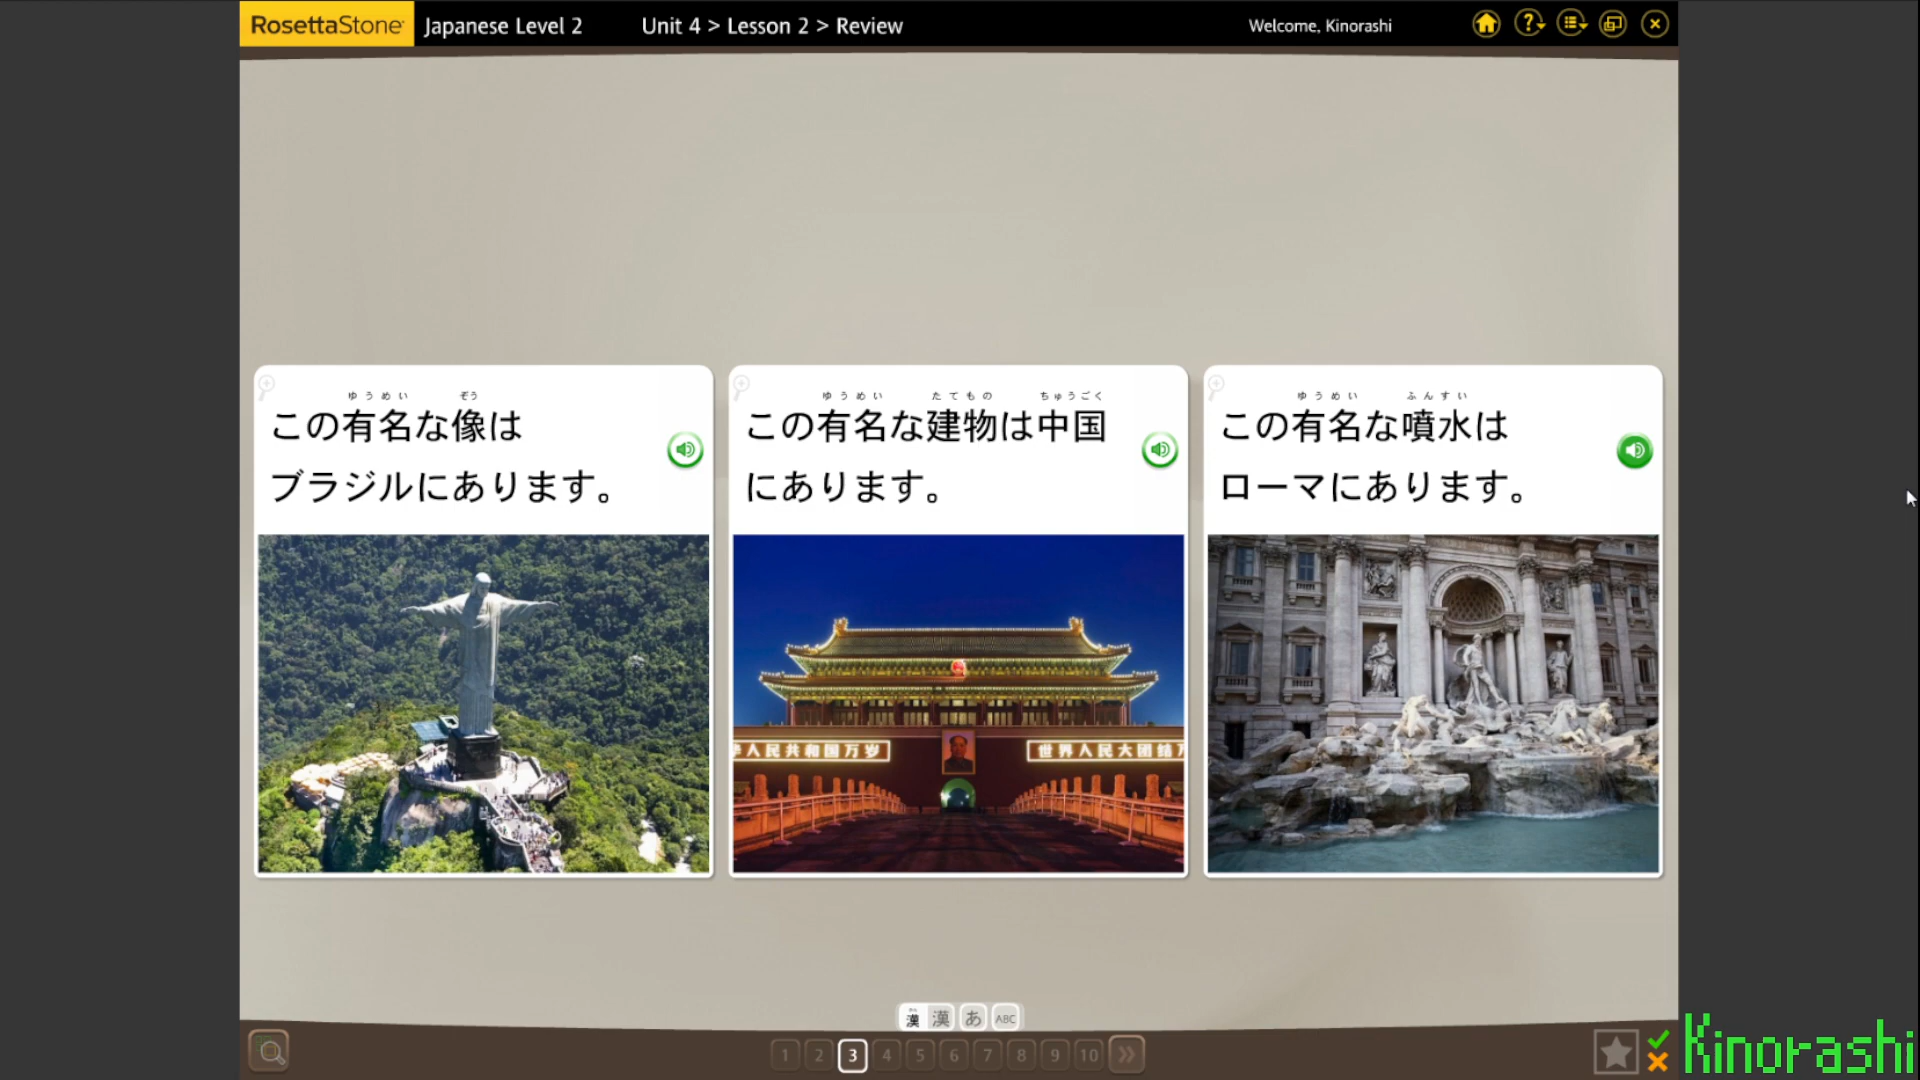 RosettaStone Japanese Level 2 Unit 4 > Lesson 2 > Review Welcome, Kinorashi
ゆうめい ぞう
この有名な像は
ブラジルにあります。
ゆうめい たてもの ちゅうごく
この有名な建物は中国
にあります。
ゆうめい ふんすい
この有名な噴水は
ローマにあります。
人民共和国万岁
世界人民大团结万
漢 漢 あ ABC
1 2 3 4 5 6 7 8 9 10
Kinorashi